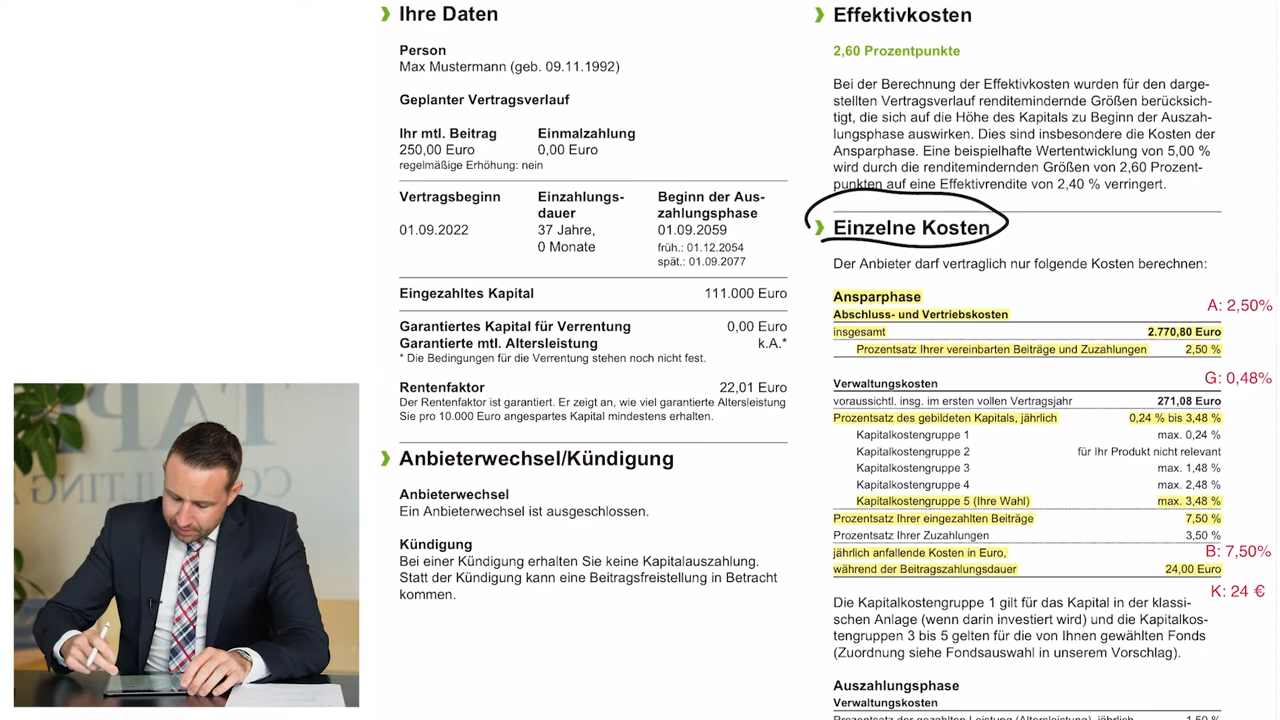 Ihre Daten
Person
Max Mustermann (geb. 09.11.1992)
Geplanter Vertragsverlauf
Ihr mtl. Beitrag Einmalzahlung
250,00 Euro 0,00 Euro
regelmäßige Erhöhung: nein
Vertragsbeginn Einzahlungs- Beginn der Aus-
dauer zahlungsphase
01.09.2022 37 Jahre, 01.09.2059
0 Monate früh.: 01.12.2054
spät.: 01.09.2077
Eingezahltes Kapital 111.000 Euro
Garantiertes Kapital für Verrentung 0,00 Euro
Garantierte mtl. Altersleistung k.A.*
* Die Bedingungen für die Verrentung stehen noch nicht fest.
Rentenfaktor 22,01 Euro
Der Rentenfaktor ist garantiert. Er zeigt an, wie viel garantierte Altersleistung
Sie pro 10.000 Euro angespartes Kapital mindestens erhalten.
Anbieterwechsel/Kündigung
Anbieterwechsel
Ein Anbieterwechsel ist ausgeschlossen.
Kündigung
Bei einer Kündigung erhalten Sie keine Kapitalauszahlung.
Statt der Kündigung kann eine Beitragsfreistellung in Betracht
kommen.
Effektivkosten
2,60 Prozentpunkte
Bei der Berechnung der Effektivkosten wurden für den darge-
stellten Vertragsverlauf renditemindernde Größen berücksich-
tigt, die sich auf die Höhe des Kapitals zu Beginn der Auszah-
lungsphase auswirken. Dies sind insbesondere die Kosten der
Ansparphase. Eine beispielhafte Wertentwicklung von 5,00 %
wird durch die renditemindernden Größen von 2,60 Prozent-
punkten auf eine Effektivrendite von 2,40 % verringert.
Einzelne Kosten
Der Anbieter darf vertraglich nur folgende Kosten berechnen:
Ansparphase
A: 2,50%
Abschluss- und Vertriebskosten
insgesamt 2.770,80 Euro
Prozentsatz Ihrer vereinbarten Beiträge und Zuzahlungen 2,50 %
G: 0,48%
Verwaltungskosten
voraussichtl. insg. im ersten vollen Vertragsjahr 271,08 Euro
Prozentsatz des gebildeten Kapitals, jährlich 0,24 % bis 3,48 %
Kapitalkostengruppe 1 max. 0,24 %
Kapitalkostengruppe 2 für Ihr Produkt nicht relevant
Kapitalkostengruppe 3 max. 1,48 %
Kapitalkostengruppe 4 max. 2,48 %
Kapitalkostengruppe 5 (Ihre Wahl) max. 3,48 %
Prozentsatz Ihrer eingezahlten Beiträge 7,50 %
Prozentsatz Ihrer Zuzahlungen 3,50 %
jährlich anfallende Kosten in Euro, B: 7,50%
während der Beitragszahlungsdauer 24,00 Euro
K: 24 €
Die Kapitalkostengruppe 1 gilt für das Kapital in der klassi-
schen Anlage (wenn darin investiert wird) und die Kapitalkos-
tengruppen 3 bis 5 gelten für die von Ihnen gewählten Fonds
(Zuordnung siehe Fondsauswahl in unserem Vorschlag).
Auszahlungsphase
Verwaltungskosten